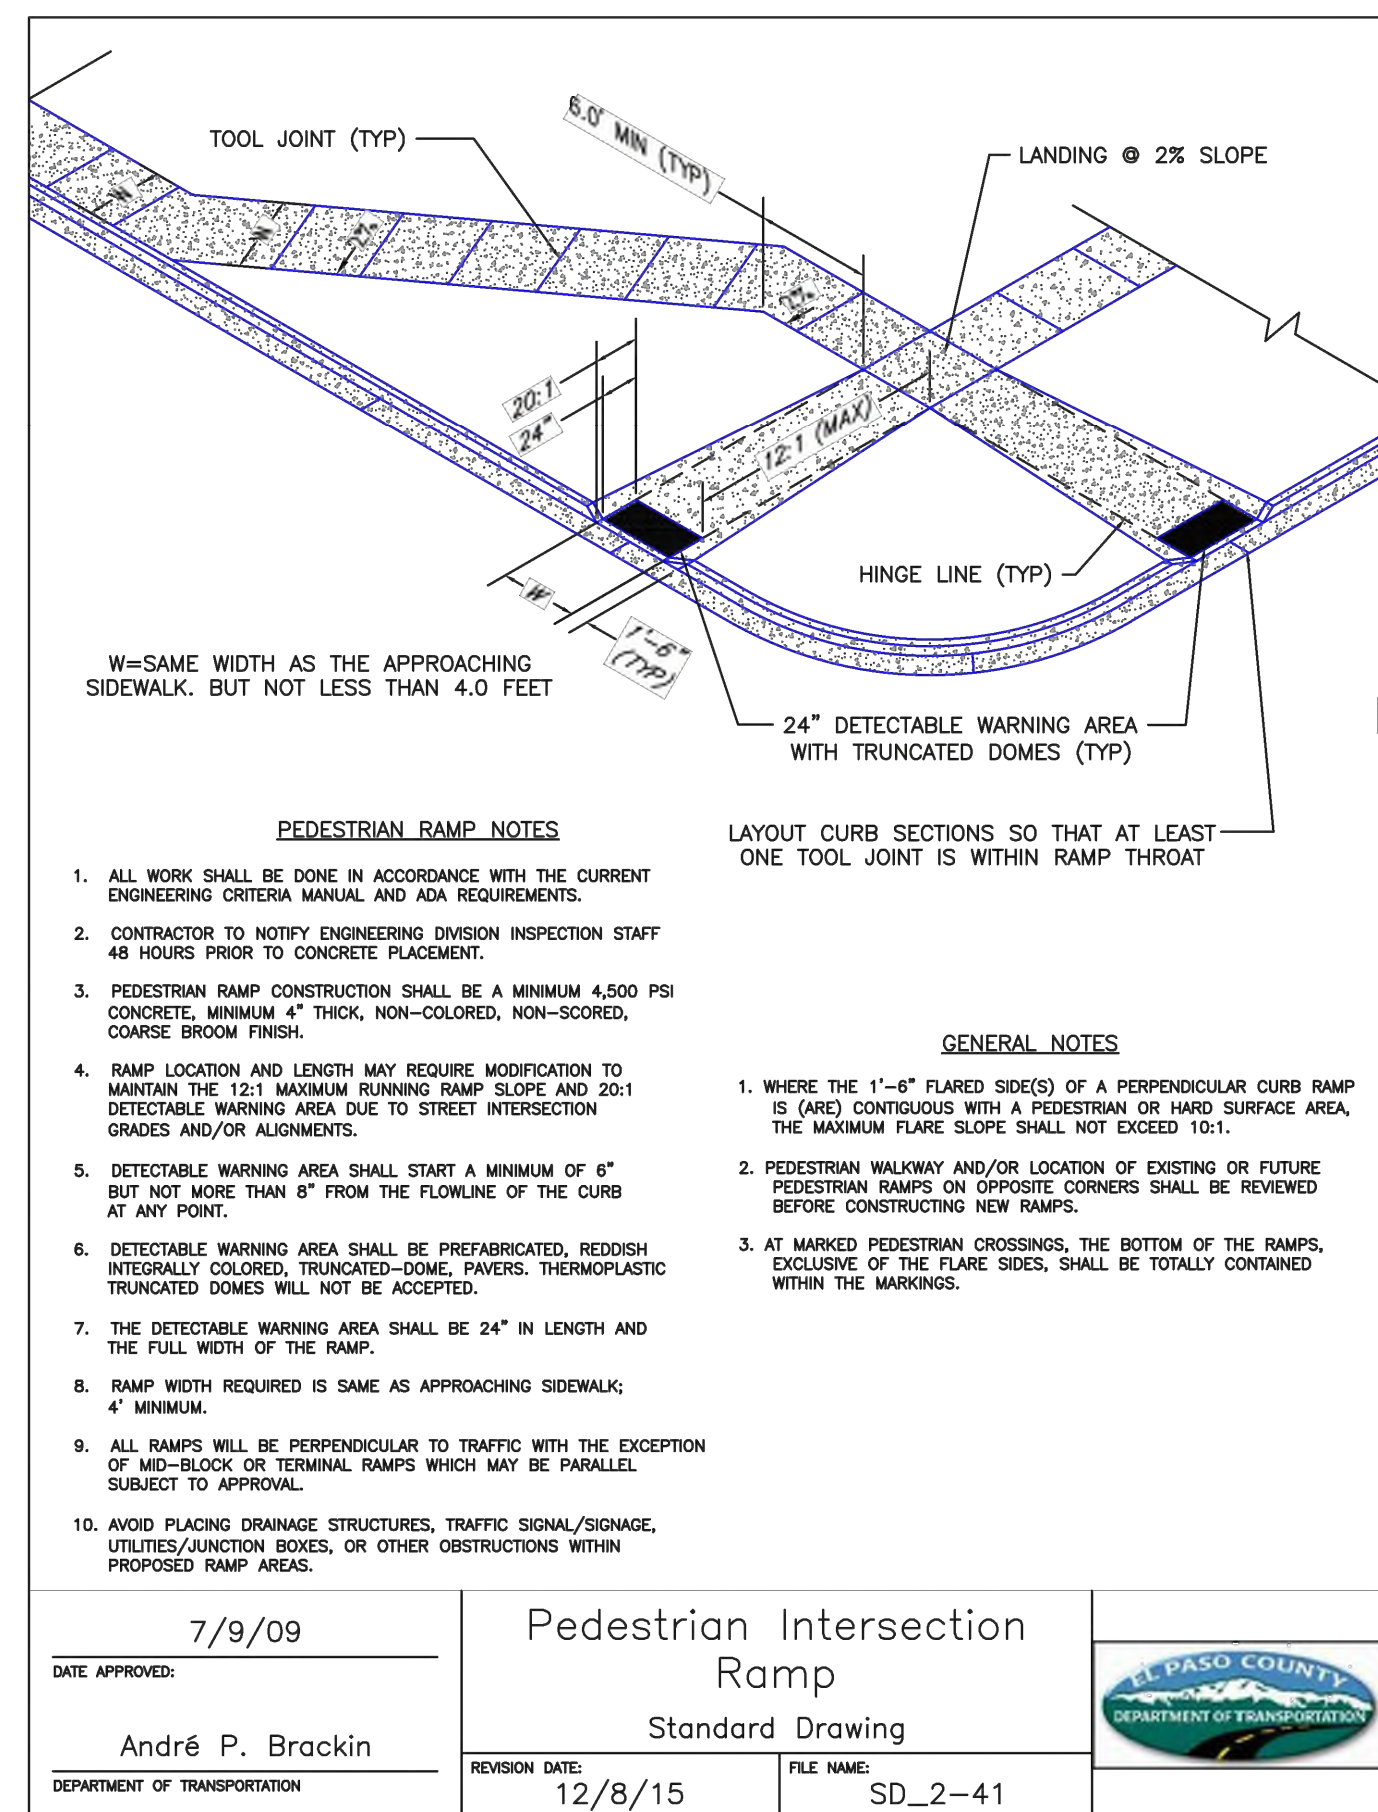 6.0' MIN (TYP)
TOOL JOINT (TYP)
LANDING @ 2% SLOPE
W
W
2%
2%
20:1
24"
12:1 (MAX)
HINGE LINE (TYP)
W
1'-6"
(TYP)
W=SAME WIDTH AS THE APPROACHING
SIDEWALK. BUT NOT LESS THAN 4.0 FEET
24" DETECTABLE WARNING AREA
WITH TRUNCATED DOMES (TYP)
LAYOUT CURB SECTIONS SO THAT AT LEAST
ONE TOOL JOINT IS WITHIN RAMP THROAT
PEDESTRIAN RAMP NOTES
1. ALL WORK SHALL BE DONE IN ACCORDANCE WITH THE CURRENT
ENGINEERING CRITERIA MANUAL AND ADA REQUIREMENTS.
2. CONTRACTOR TO NOTIFY ENGINEERING DIVISION INSPECTION STAFF
48 HOURS PRIOR TO CONCRETE PLACEMENT.
3. PEDESTRIAN RAMP CONSTRUCTION SHALL BE A MINIMUM 4,500 PSI
CONCRETE, MINIMUM 4" THICK, NON-COLORED, NON-SCORED,
COARSE BROOM FINISH.
4. RAMP LOCATION AND LENGTH MAY REQUIRE MODIFICATION TO
MAINTAIN THE 12:1 MAXIMUM RUNNING RAMP SLOPE AND 20:1
DETECTABLE WARNING AREA DUE TO STREET INTERSECTION
GRADES AND/OR ALIGNMENTS.
5. DETECTABLE WARNING AREA SHALL START A MINIMUM OF 6"
BUT NOT MORE THAN 8" FROM THE FLOWLINE OF THE CURB
AT ANY POINT.
6. DETECTABLE WARNING AREA SHALL BE PREFABRICATED, REDDISH
INTEGRALLY COLORED, TRUNCATED-DOME, PAVERS. THERMOPLASTIC
TRUNCATED DOMES WILL NOT BE ACCEPTED.
7. THE DETECTABLE WARNING AREA SHALL BE 24" IN LENGTH AND
THE FULL WIDTH OF THE RAMP.
8. RAMP WIDTH REQUIRED IS SAME AS APPROACHING SIDEWALK;
4' MINIMUM.
9. ALL RAMPS WILL BE PERPENDICULAR TO TRAFFIC WITH THE EXCEPTION
OF MID-BLOCK OR TERMINAL RAMPS WHICH MAY BE PARALLEL
SUBJECT TO APPROVAL.
10. AVOID PLACING DRAINAGE STRUCTURES, TRAFFIC SIGNAL/SIGNAGE,
UTILITIES/JUNCTION BOXES, OR OTHER OBSTRUCTIONS WITHIN
PROPOSED RAMP AREAS.
GENERAL NOTES
1. WHERE THE 1'-6" FLARED SIDE(S) OF A PERPENDICULAR CURB RAMP
IS (ARE) CONTIGUOUS WITH A PEDESTRIAN OR HARD SURFACE AREA,
THE MAXIMUM FLARE SLOPE SHALL NOT EXCEED 10:1.
2. PEDESTRIAN WALKWAY AND/OR LOCATION OF EXISTING OR FUTURE
PEDESTRIAN RAMPS ON OPPOSITE CORNERS SHALL BE REVIEWED
BEFORE CONSTRUCTING NEW RAMPS.
3. AT MARKED PEDESTRIAN CROSSINGS, THE BOTTOM OF THE RAMPS,
EXCLUSIVE OF THE FLARE SIDES, SHALL BE TOTALLY CONTAINED
WITHIN THE MARKINGS.
7/9/09
DATE APPROVED:
André P. Brackin
DEPARTMENT OF TRANSPORTATION
Pedestrian Intersection
Ramp
Standard Drawing
REVISION DATE:
12/8/15
FILE NAME:
SD_2-41
EL PASO COUNTY
DEPARTMENT OF TRANSPORTATION